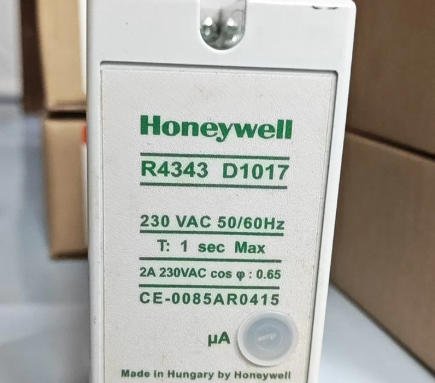 Honeywell
R4343 D1017
230 VAC 50/60Hz
T: 1 sec Max
2A 230VAC cos φ : 0.65
CE-0085AR0415
µA
Made in Hungary by Honeywell